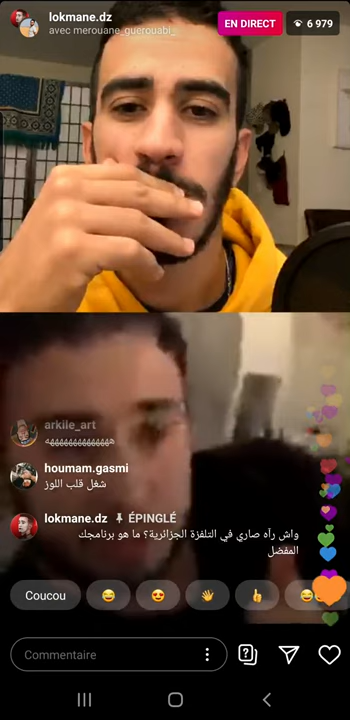 lokmane.dz
avec merouane_guerouabi_
EN DIRECT
6 979
arkile_art
ههههههههههههه
houmam.gasmi
شغل قلب اللوز
lokmane.dz ÉPINGLÉ
واش رآه صاري في التلفزة الجزائرية؟ ما هو برنامجك
المفضل
Coucou
Commentaire